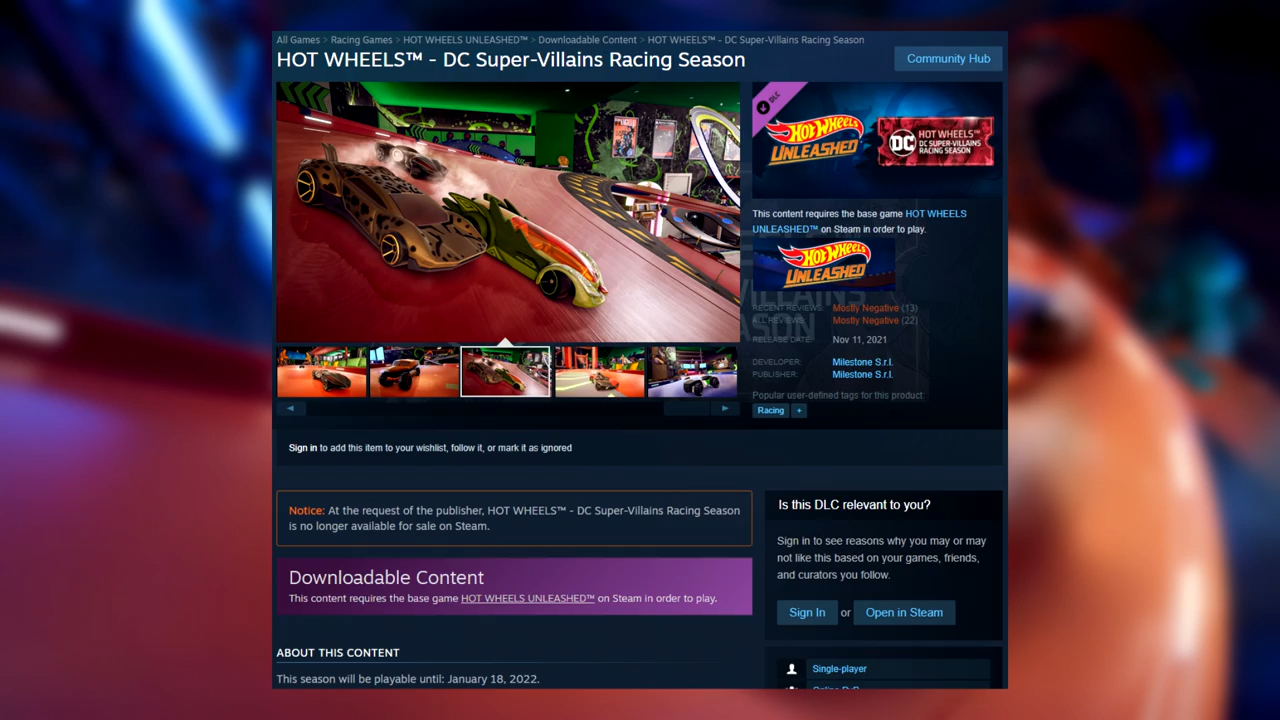 All Games > Racing Games > HOT WHEELS UNLEASHED™ > Downloadable Content > HOT WHEELS™ - DC Super-Villains Racing Season
HOT WHEELS™ - DC Super-Villains Racing Season
Community Hub
DLC
HOT WHEELS
UNLEASHED
DC
HOT WHEELS™
DC SUPER-VILLAINS
RACING SEASON
This content requires the base game HOT WHEELS
UNLEASHED™ on Steam in order to play.
HOT WHEELS
UNLEASHED
VILLAINS
SEASON
RECENT REVIEWS: Mostly Negative (13)
ALL REVIEWS: Mostly Negative (22)
RELEASE DATE: Nov 11, 2021
DEVELOPER: Milestone S.r.l.
PUBLISHER: Milestone S.r.l.
Popular user-defined tags for this product:
Racing +
Sign in to add this item to your wishlist, follow it, or mark it as ignored
Notice: At the request of the publisher, HOT WHEELS™ - DC Super-Villains Racing Season
is no longer available for sale on Steam.
Downloadable Content
This content requires the base game HOT WHEELS UNLEASHED™ on Steam in order to play.
ABOUT THIS CONTENT
This season will be playable until: January 18, 2022.
Is this DLC relevant to you?
Sign in to see reasons why you may or may
not like this based on your games, friends,
and curators you follow.
Sign In or Open in Steam
Single-player